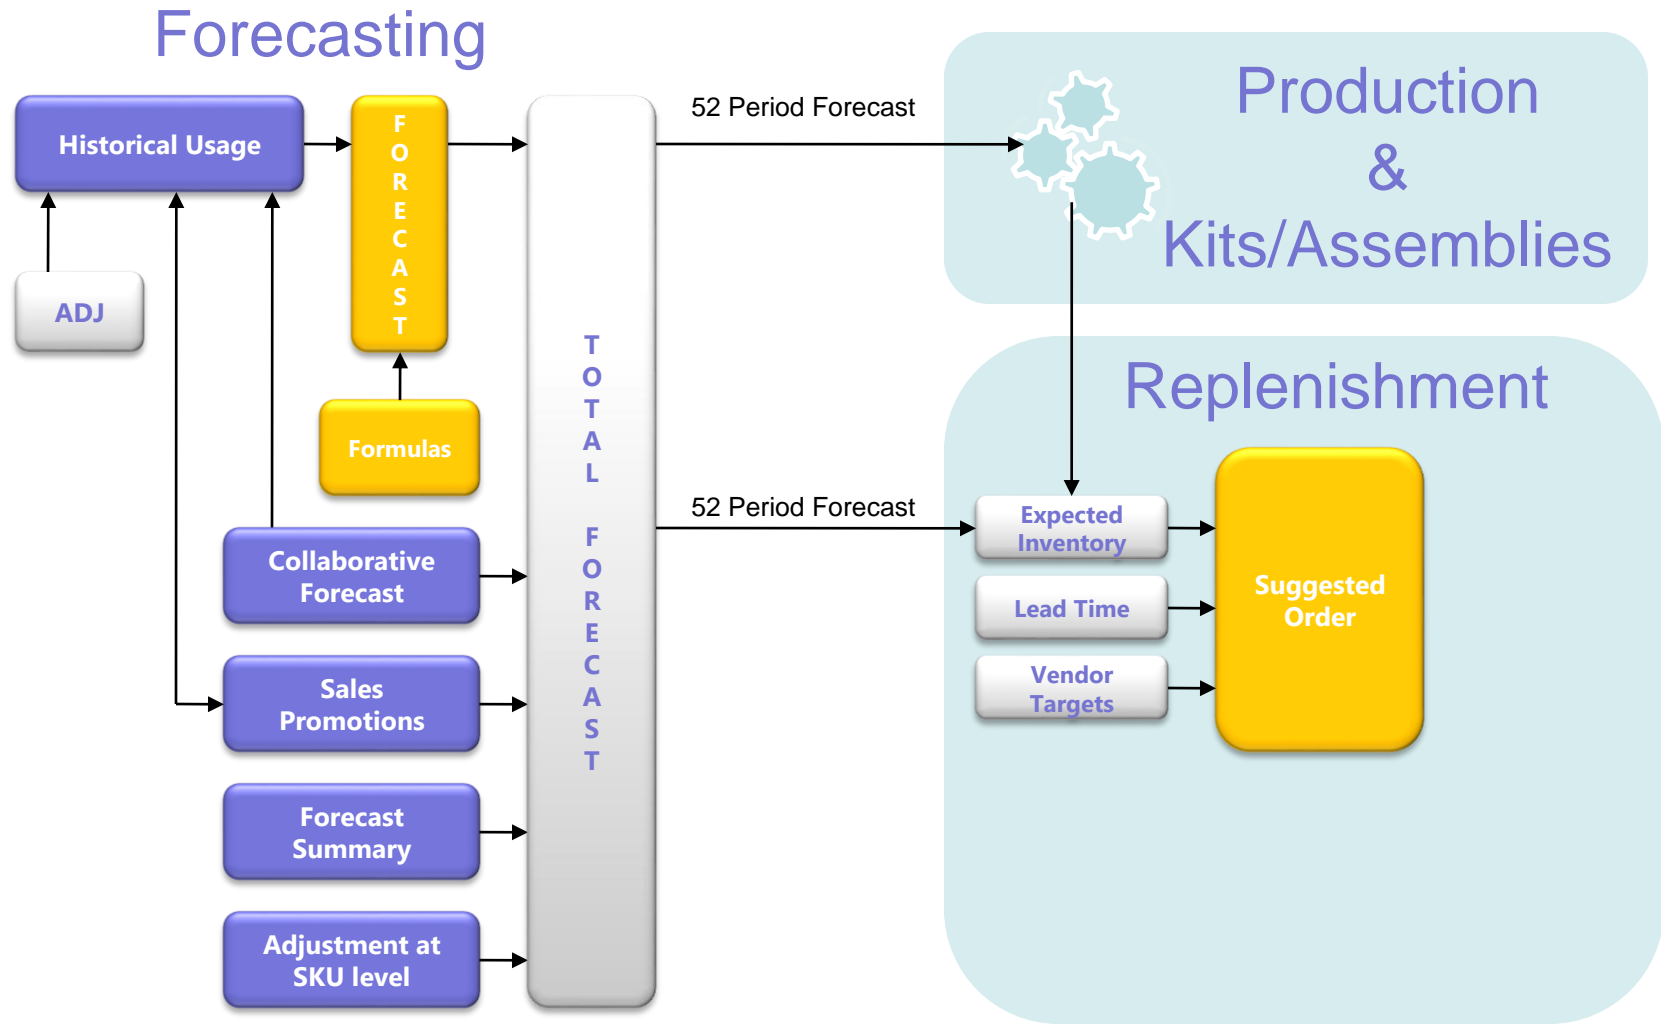 Forecasting
Historical Usage
ADJ
F
O
R
E
C
A
S
T
Formulas
Collaborative
Forecast
Sales
Promotions
Forecast
Summary
Adjustment at
SKU level
T
O
T
A
L
F
O
R
E
C
A
S
T
52 Period Forecast
52 Period Forecast
Production
&
Kits/Assemblies
Replenishment
Expected
Inventory
Lead Time
Vendor
Targets
Suggested
Order